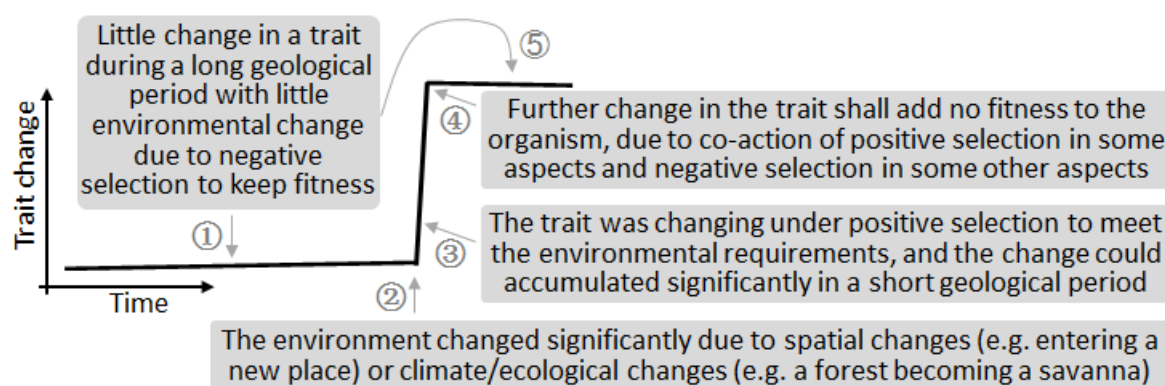 Little change in a trait
during a long geological
period with little
environmental change
due to negative
selection to keep fitness
⑤
④
Further change in the trait shall add no fitness to the
organism, due to co-action of positive selection in some
aspects and negative selection in some other aspects
Trait change
①
③
The trait was changing under positive selection to meet
the environmental requirements, and the change could
accumulated significantly in a short geological period
Time
②
The environment changed significantly due to spatial changes (e.g. entering a
new place) or climate/ecological changes (e.g. a forest becoming a savanna)